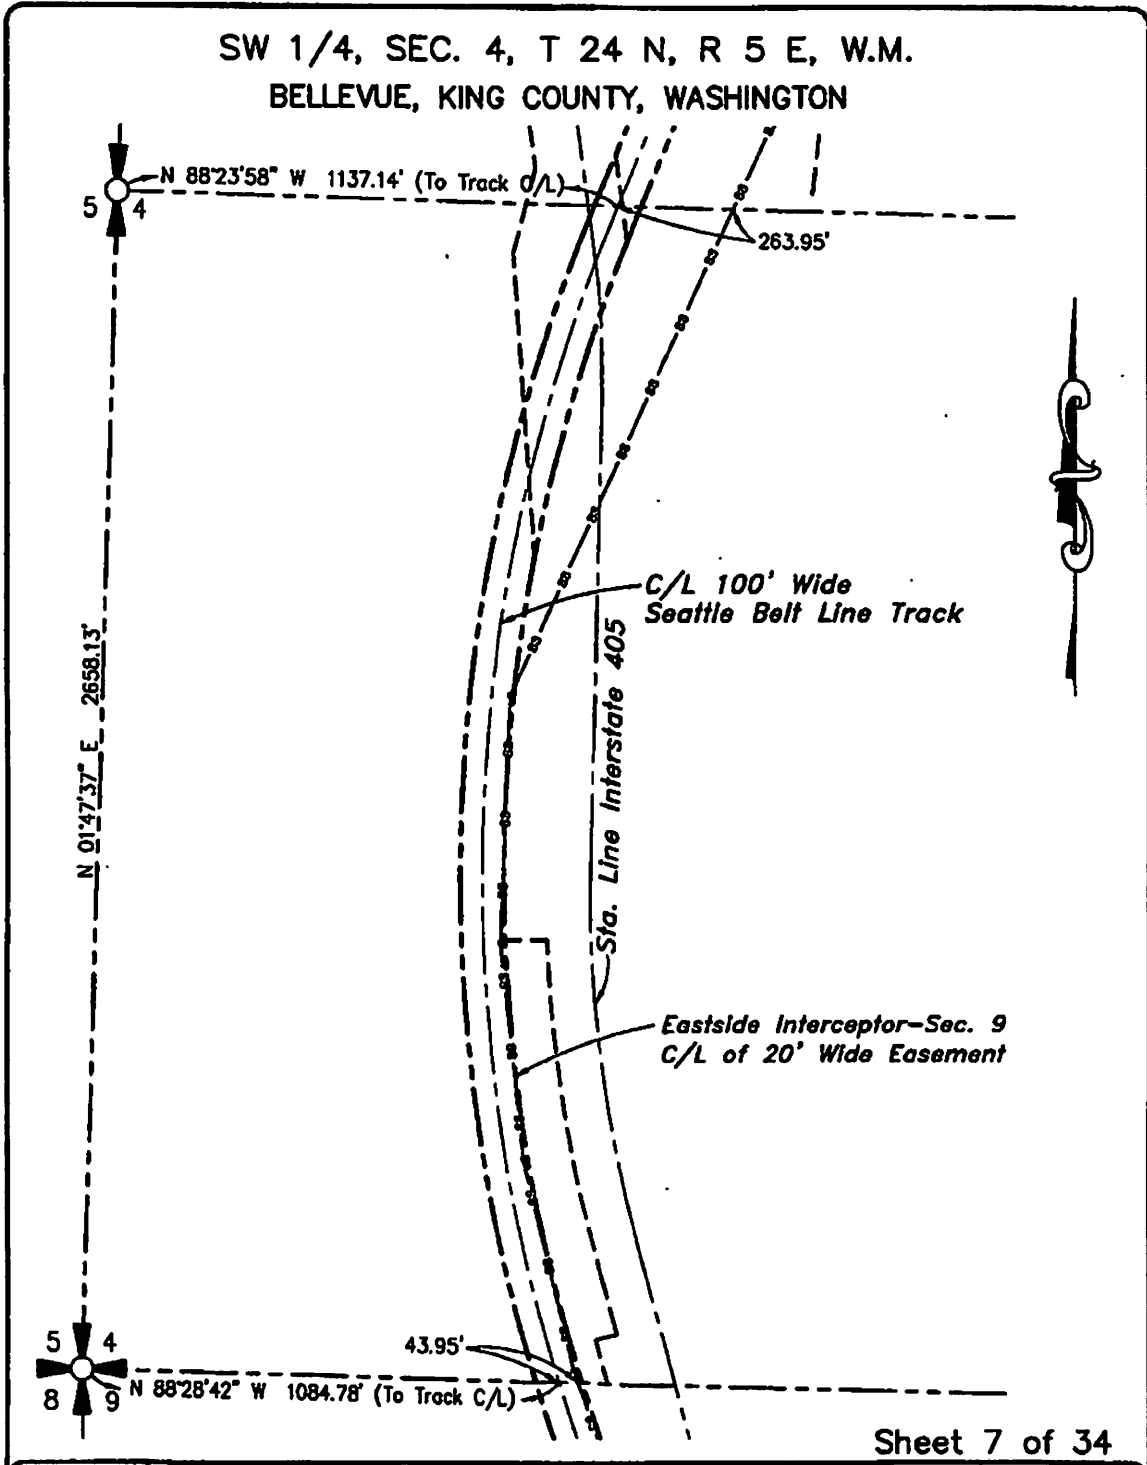 SW 1/4, SEC. 4, T 24 N, R 5 E, W.M.
BELLEVUE, KING COUNTY, WASHINGTON
N 88°23'58" W 1137.14' (To Track C/L)
5 4
263.95'
C/L 100' Wide
Seattle Belt Line Track
N 01°47'37" E 2658.13'
Sta. Line Interstate 405
Eastside Interceptor-Sec. 9
C/L of 20' Wide Easement
5 4
43.95'
8 9
N 88°28'42" W 1084.78' (To Track C/L)
Sheet 7 of 34